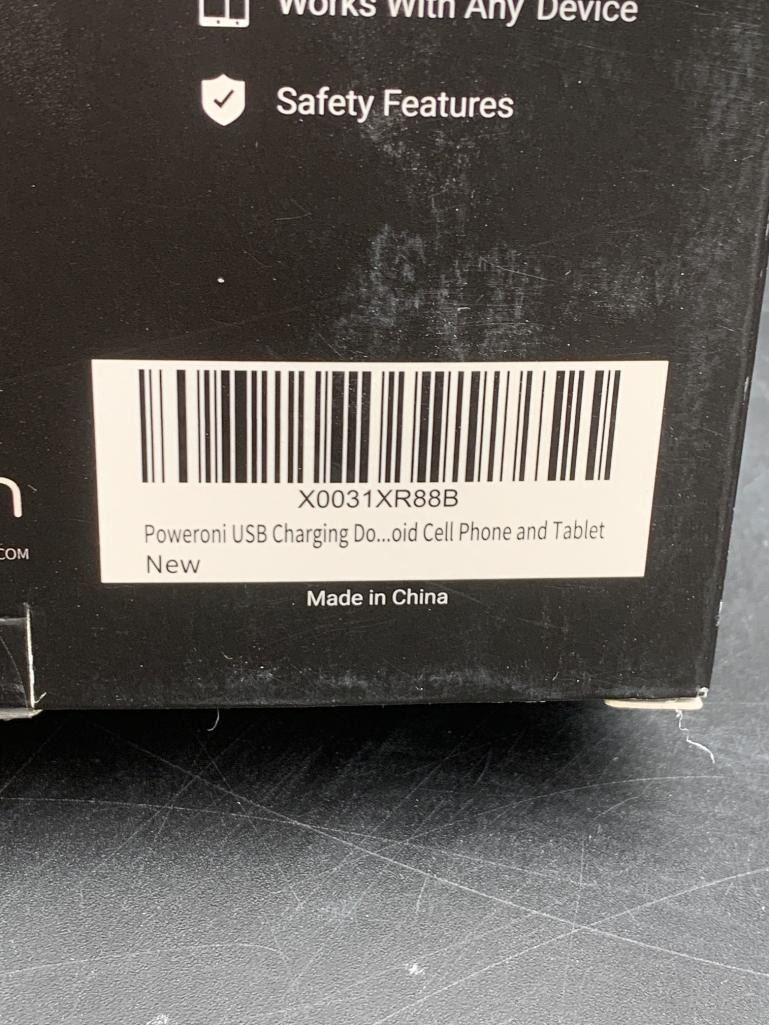 Works With Any Device
Safety Features
X0031XR88B
Poweroni USB Charging Do...oid Cell Phone and Tablet
New
COM
Made in China